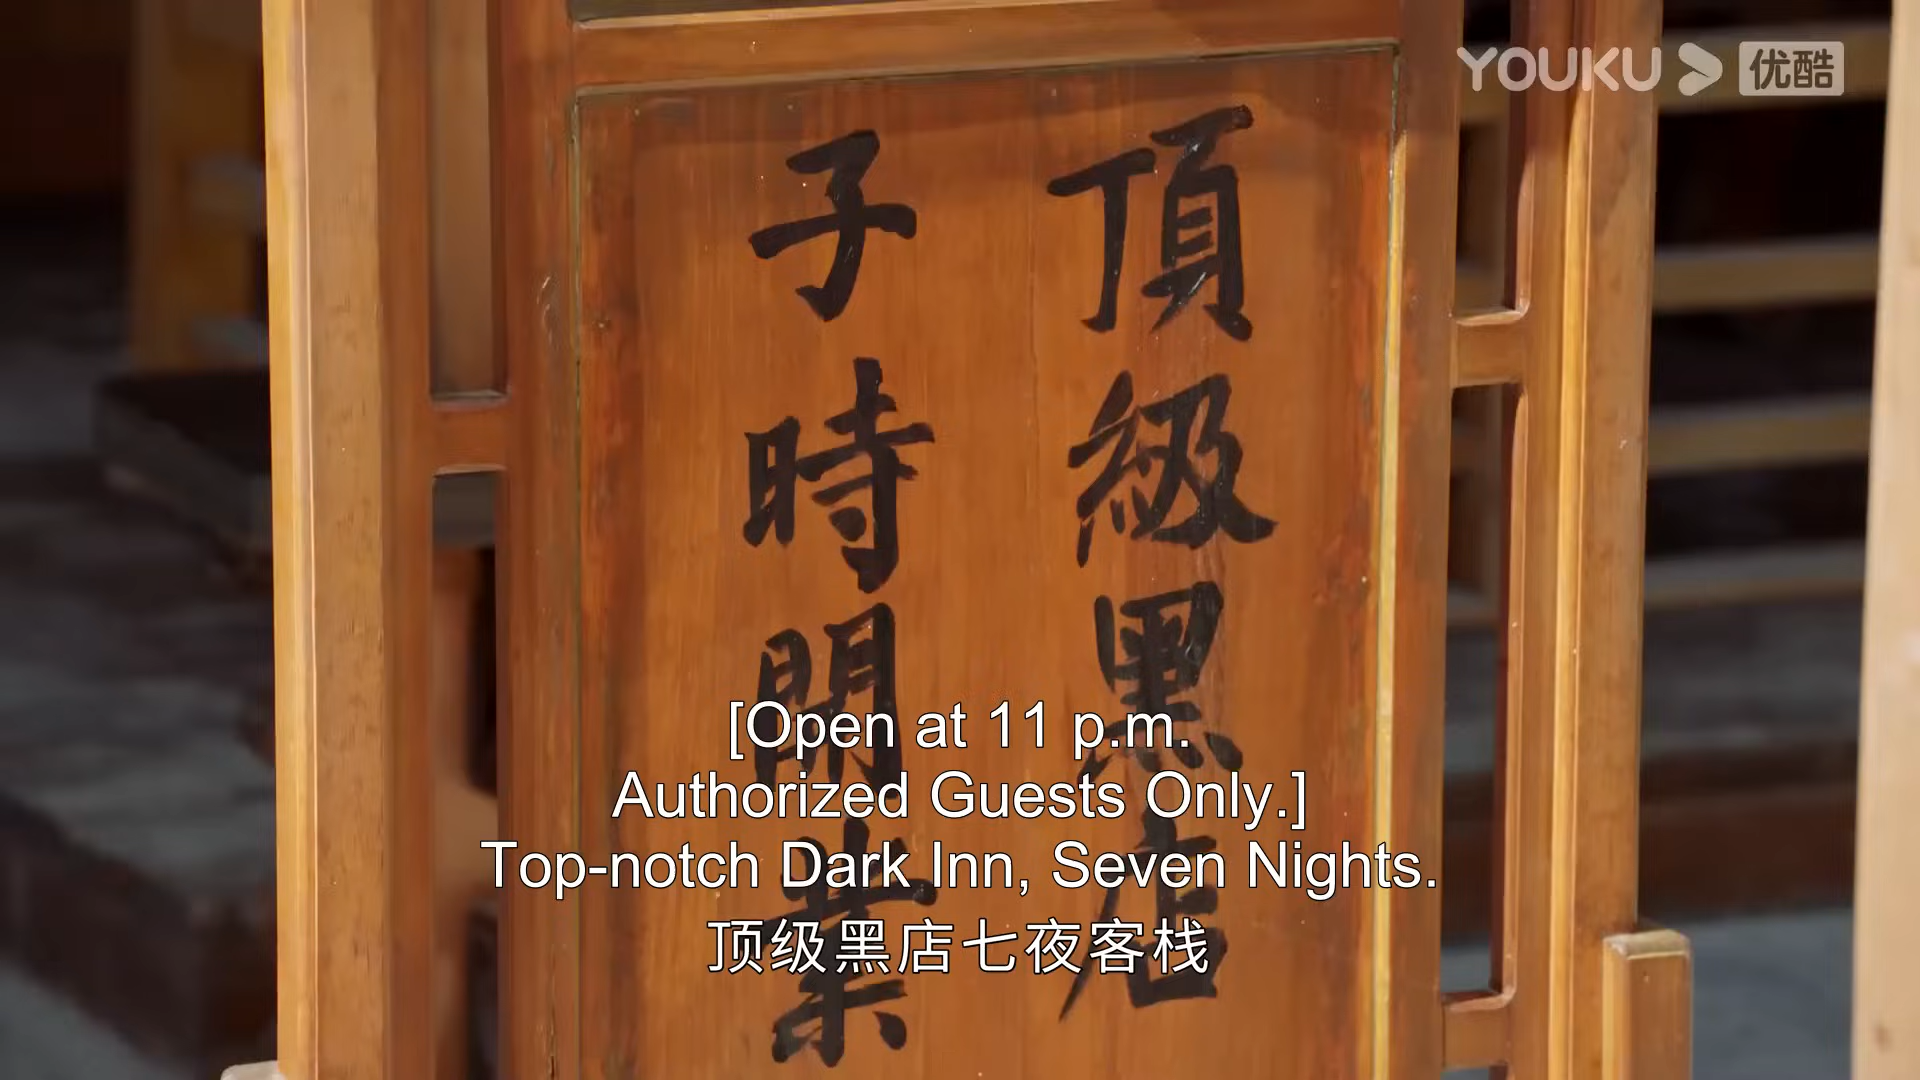 YOUKU 优酷
頂級黑店
子時開業
[Open at 11 p.m.
Authorized Guests Only.]
Top-notch Dark Inn, Seven Nights.
顶级黑店七夜客栈